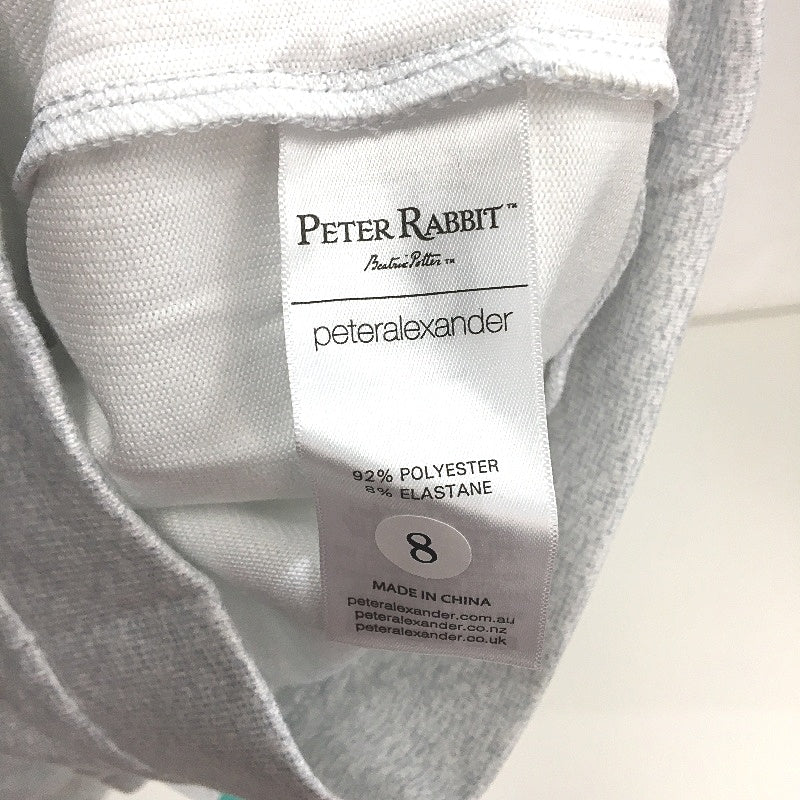 PETER RABBIT™
Beatrix Potter™
peteralexander
92% POLYESTER
8% ELASTANE
8
MADE IN CHINA
peteralexander.com.au
peteralexander.co.nz
peteralexander.co.uk